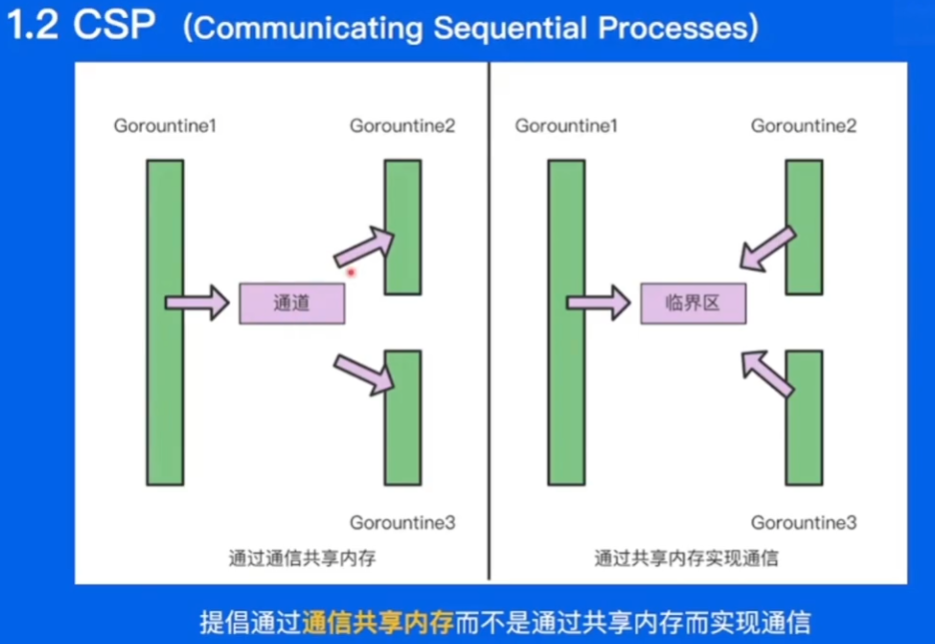 1.2 CSP (Communicating Sequential Processes)
Gorountine1
Gorountine2
通道
Gorountine3
通过通信共享内存
Gorountine1
Gorountine2
临界区
Gorountine3
通过共享内存实现通信
提倡通过通信共享内存而不是通过共享内存而实现通信